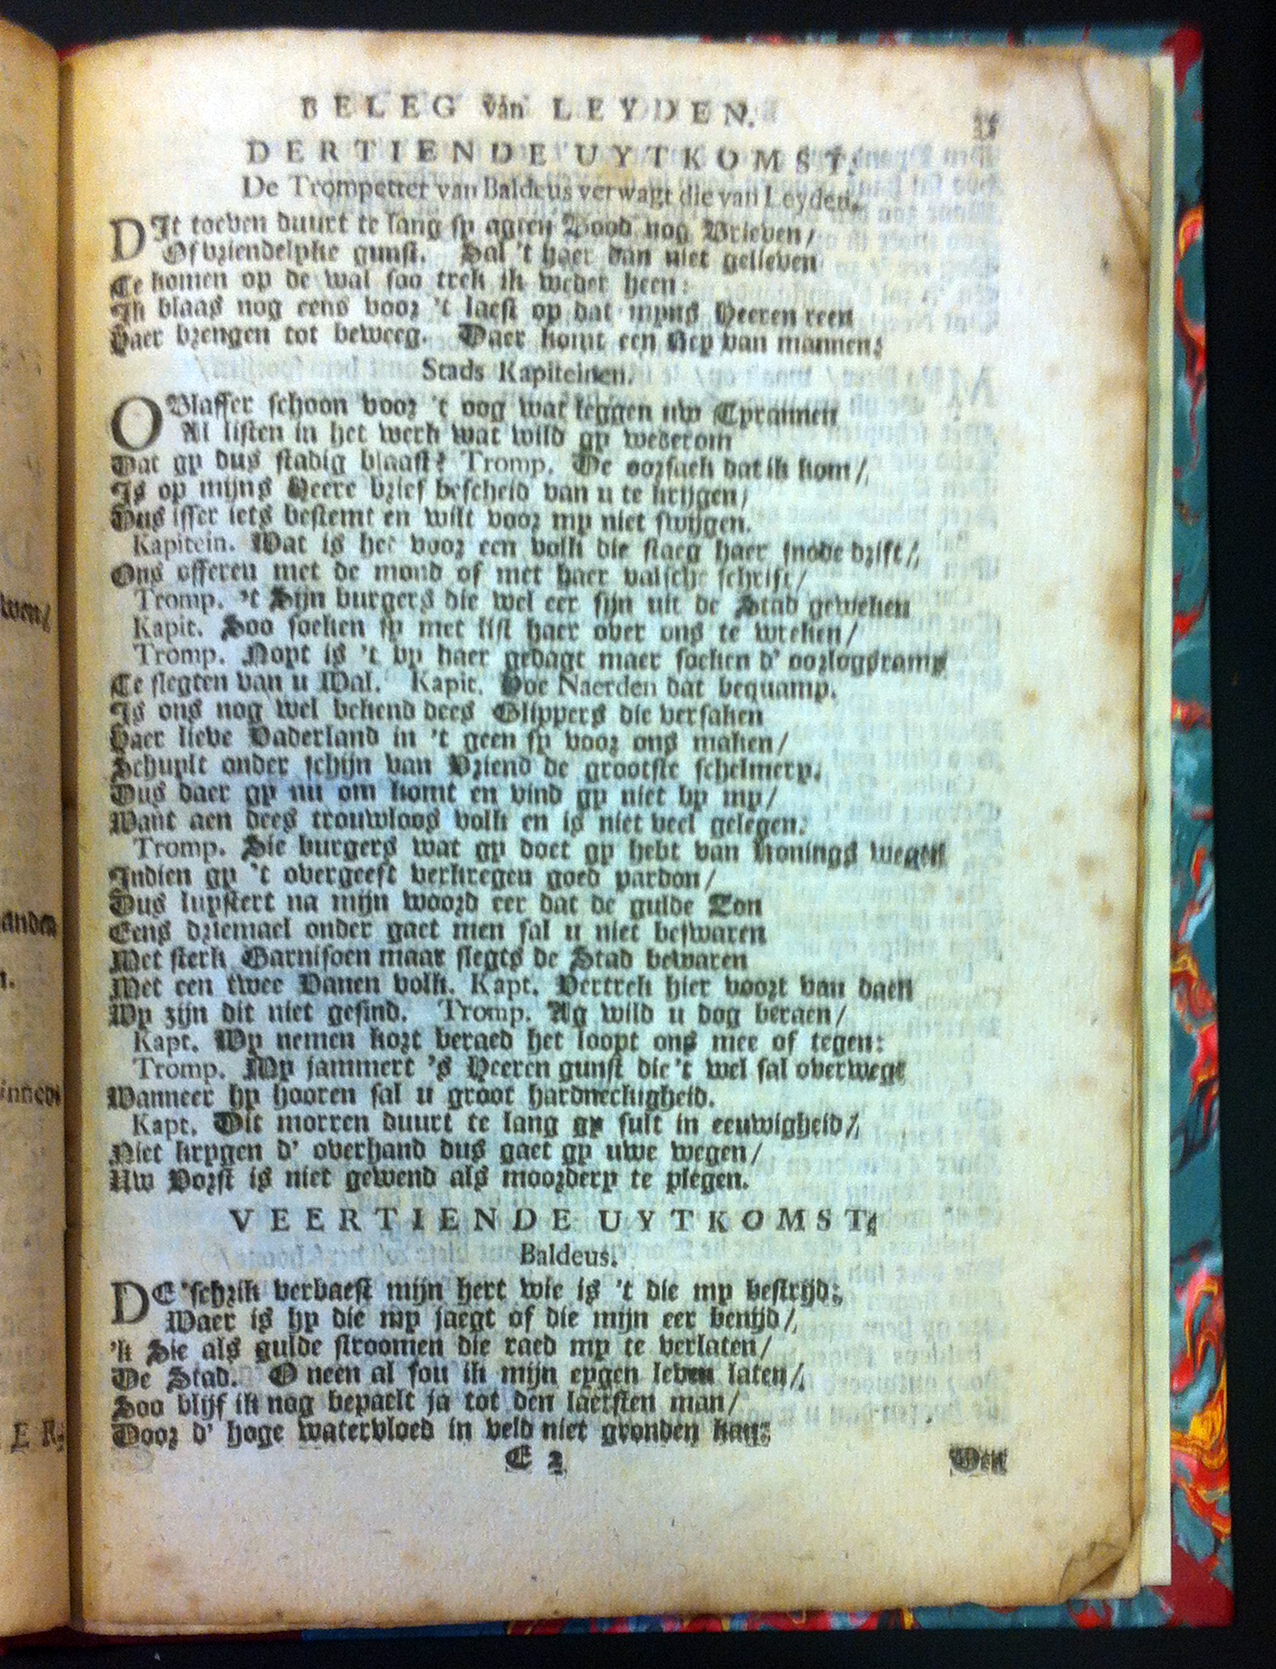 BELEG van LEYDEN.
DERTIENDE UYTKOMST.
De Trompetter van Baldeus verwagt die van Leyden.
DIt toeven duurt te lang sy agten Bood nog Brieven/
Of vriendelyke gunst. Sal 't haer dan niet gelieven
Te komen op de wal soo trek ik weder heen:
Ik blaas nog eens voor 't laest op dat myns Heeren reen
Haer brengen tot beweeg. Daer komt een Rey van mannen;
Stads Kapiteinen.
O Blaffer schoon voor 't oog wat leggen uw Tyrannen
Al listen in het werk wat wild gy wederom
Dat gy dus stadig blaast? Tromp. De oorsaek dat ik kom/
Is op mijns Heere brief bescheid van u te krijgen/
Dus isser iets bestemt en wilt voor my niet swijgen.
Kapitein. Wat is het voor een volk die staeg haer snode drift/
Ons offeren met de mond of met haer valsche schrift/
Tromp. 't Sijn burgers die wel eer sijn uit de Stad geweken
Kapit. Soo soeken sy met list haer over ons te wreken/
Tromp. Noyt is 't by haer gedagt maer soeken d' oorlogsramp
Te slegten van u Wal. Kapit. Hoe Naerden dat bequamp.
Is ons nog wel bekend dees Glippers die versaken
Haer lieve Vaderland in 't geen sy voor ons maken/
Schuylt onder schijn van Vriend de grootste schelmery.
Dus daer gy nu om komt en vind gy niet by my/
Want aen dees trouwloos volk en is niet veel gelegen.
Tromp. Sie burgers wat gy doet gy hebt van Konings wegen
Indien gy 't overgeeft verkregen goed pardon/
Dus luystert na mijn woord eer dat de gulde Son
Eens driemael onder gaet men sal u niet beswaren
Met sterk Garnisoen maar slegts de Stad bewaren
Met een twee Vanen volk. Kapt. Vertrek hier voort van daen
Wy zijn dit niet gesind. Tromp. Ag wild u dog beraen/
Kapt. Wy nemen kort beraed het loopt ons mee of tegen:
Tromp. My jammert 's Heeren gunst die 't wel sal overwegt
Wanneer hy hooren sal u groot hardneckigheid.
Kapt. Dit morren duurt te lang gy sult in eeuwigheid/
Niet krygen d' overhand dus gaet gy uwe wegen/
Uw Vorst is niet gewend als moordery te plegen.
VEERTIENDE UYTKOMST.
Baldeus.
DE 'schrik verbaest mijn hert wie is 't die my bestrijd;
Waer is hy die my jaegt of die mijn eer benijd/
'k Sie als gulde stroomen die raed my te verlaten/
De Stad. O neen al sou ik mijn eygen leven laten/
Soo blijf ik nog bepaelt ja tot den laetsten man/
Door d' hoge watervloed in veld niet gronden kan;
E 2